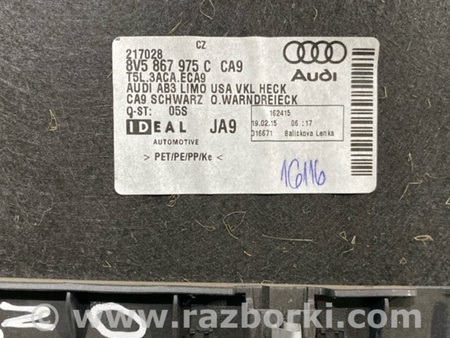 217028 CZ
8V5 867 975 C CA9
T5L.3ACA.ECA9
AUDI AB3 LIMO USA VKL HECK
CA9 SCHWARZ O.WARNDREIECK
Q-ST: 05S
IDEAL JA9
AUTOMOTIVE
> PET/PE/PP/Ke <
Audi
162415
19.02.15 06:17
016671 Balickova Lenka
16116
O
N
www.razborki.com